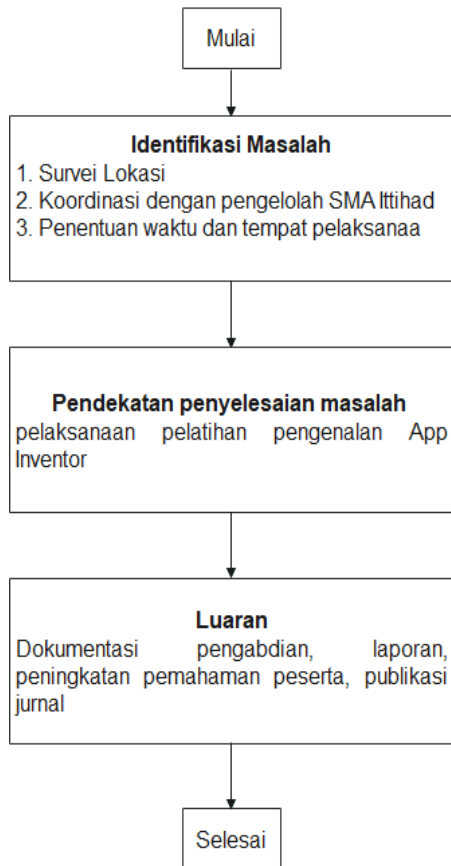 Mulai
Identifikasi Masalah
1. Survei Lokasi
2. Koordinasi dengan pengelolah SMA Ittihad
3. Penentuan waktu dan tempat pelaksanaa
Pendekatan penyelesaian masalah
pelaksanaan pelatihan pengenalan App
Inventor
Luaran
Dokumentasi pengabdian, laporan,
peningkatan pemahaman peserta, publikasi
jurnal
Selesai